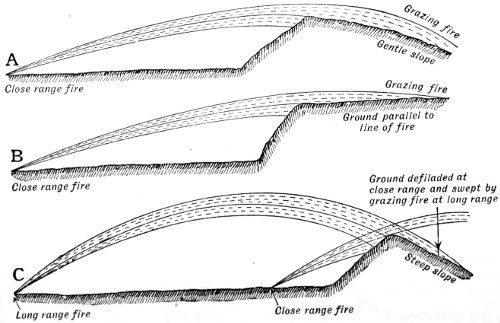 Grazing fire
A
Gentle slope
Close range fire
Grazing fire
Ground parallel to
line of fire
B
Close range fire
Ground defiladed at
close range and swept by
grazing fire at long range
C
Steep slope
Long range fire
Close range fire